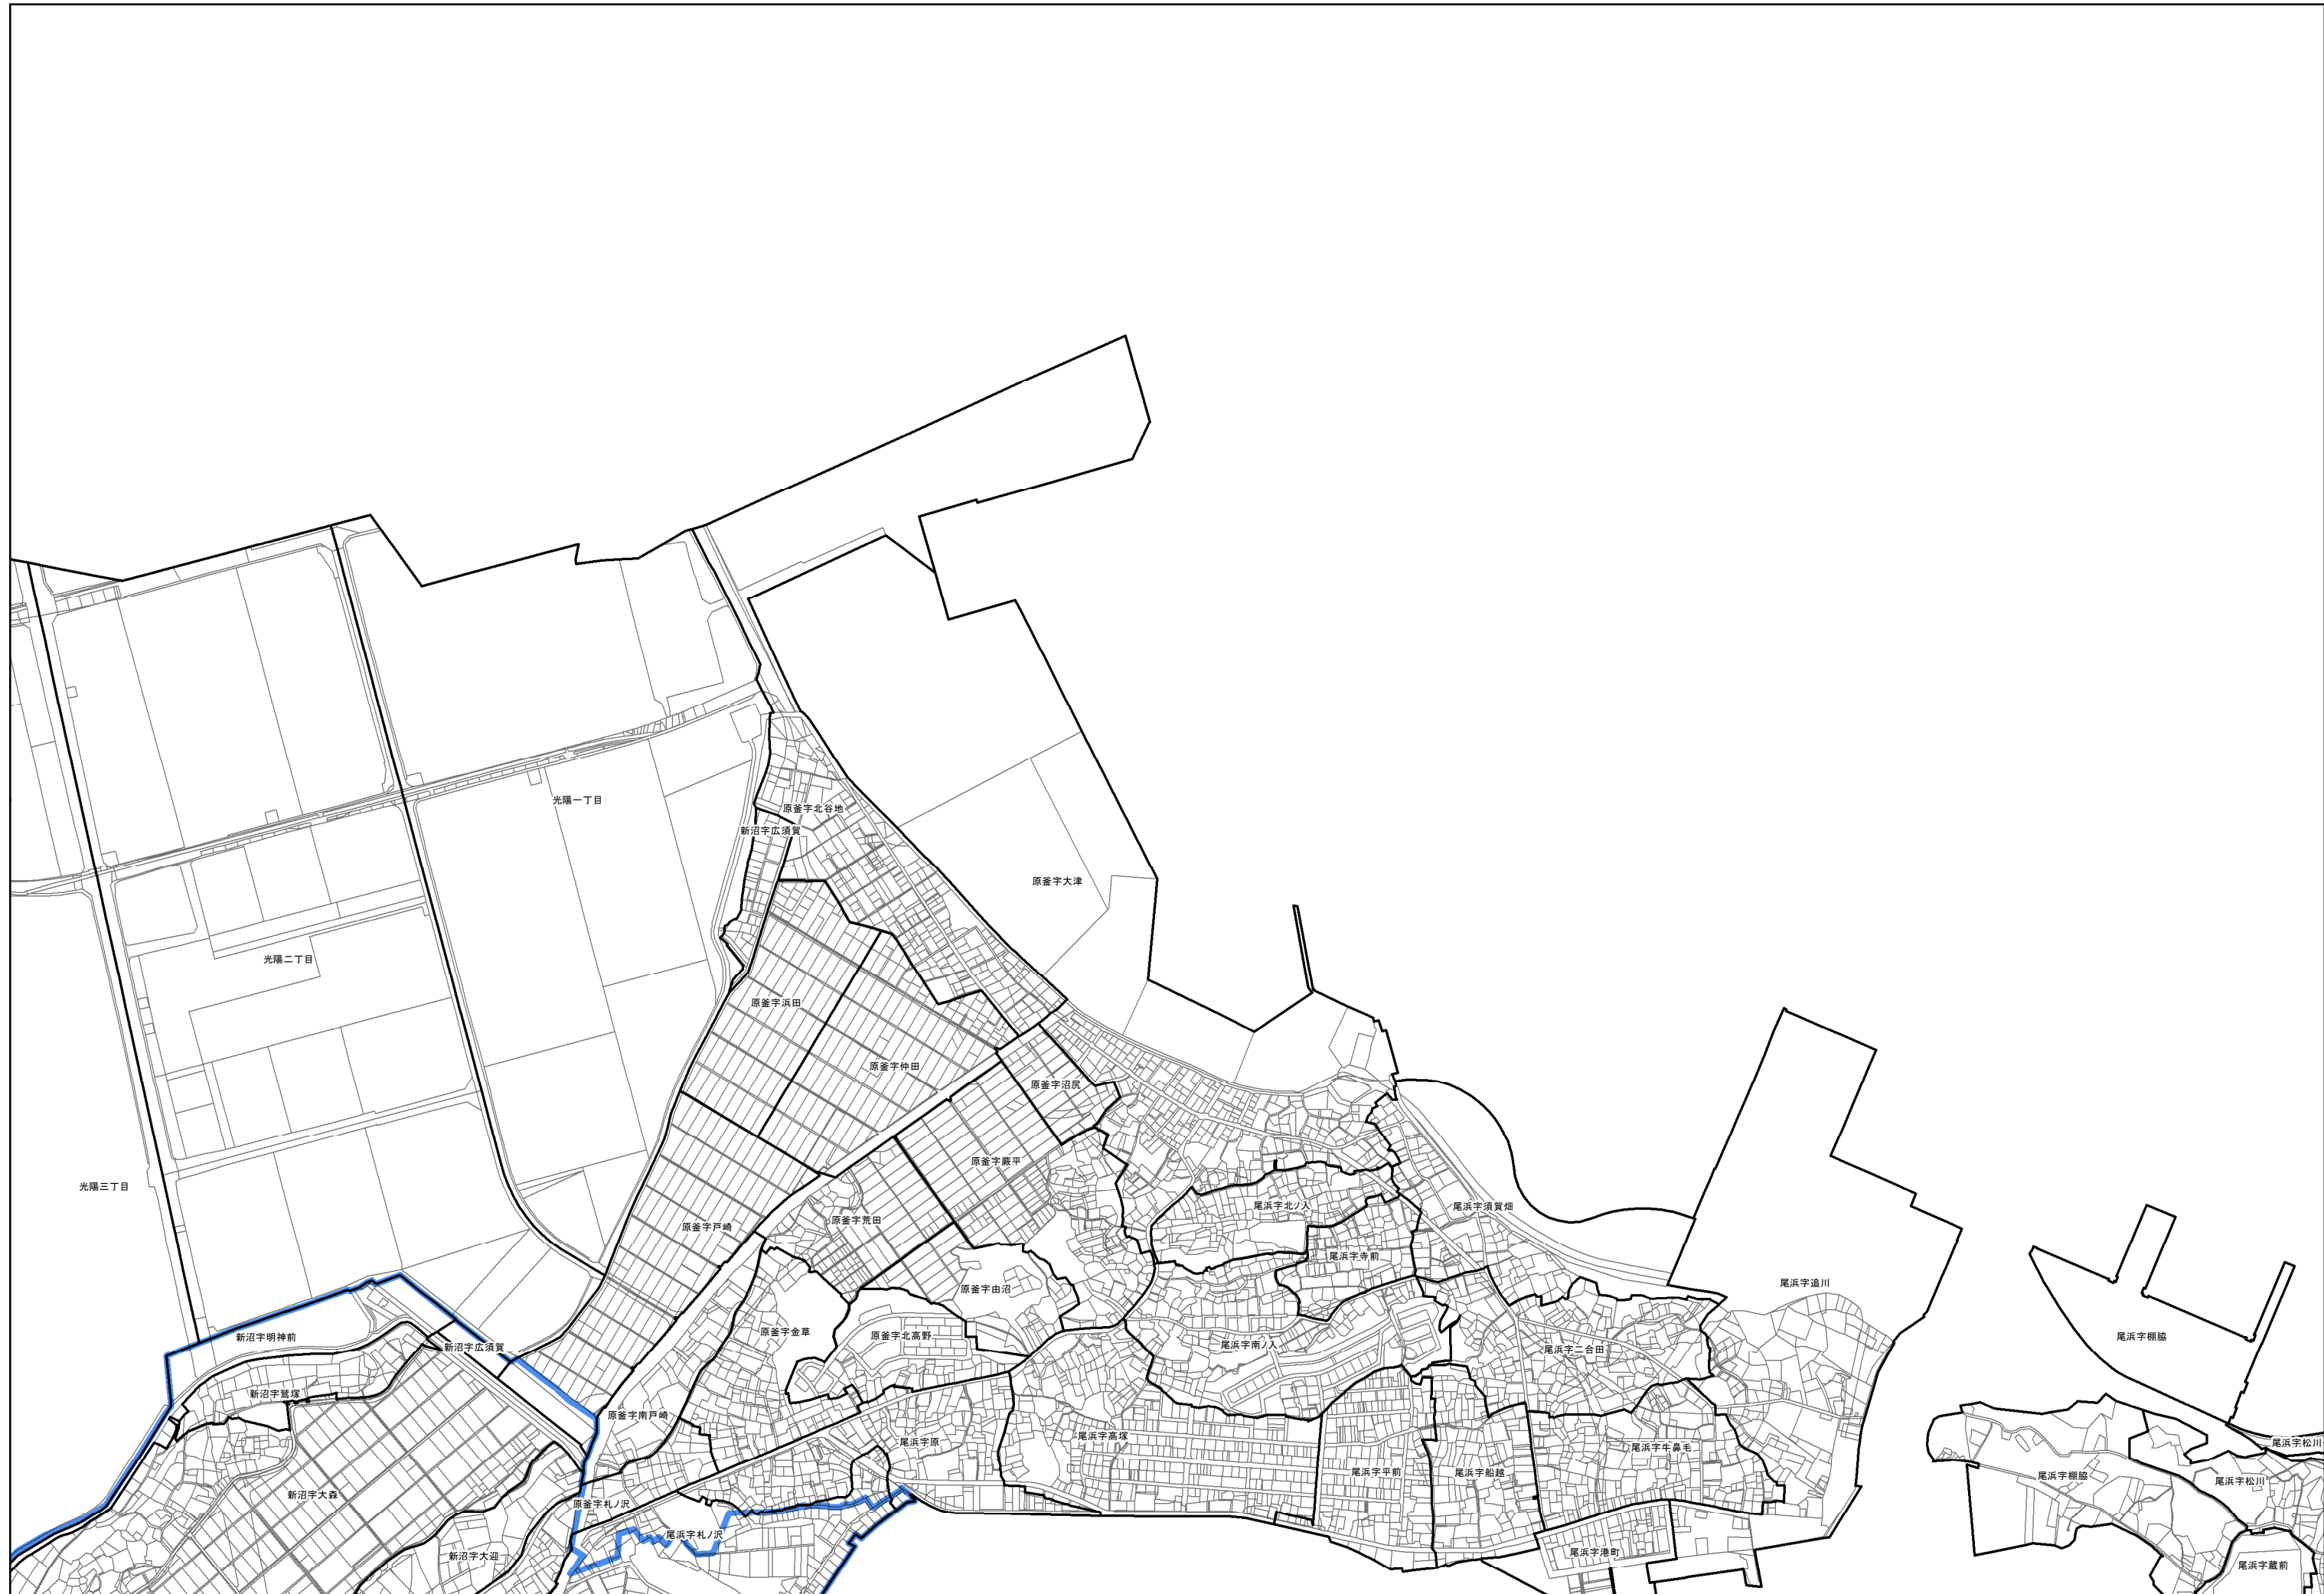 光陽一丁目
原釜字北谷地
新沼字広須賀
原釜字大津
光陽二丁目
原釜字浜田
原釜字仲田
原釜字沼尻
原釜字蕨平
光陽三丁目
尾浜字北ノ入
尾浜字須賀畑
原釜字荒田
原釜字戸崎
尾浜字寺前
尾浜字追川
原釜字由沼
原釜字金草
原釜字北高野
新沼字明神前
尾浜字棚脇
新沼字広須賀
尾浜字南ノ入
尾浜字二合田
新沼字鷲塚
原釜字南戸崎
尾浜字高塚
尾浜字原
尾浜字松川
尾浜字牛鼻毛
尾浜字平前
尾浜字船越
尾浜字棚脇
尾浜字松川
新沼字大森
原釜字札ノ沢
尾浜字札ノ沢
尾浜字港町
新沼字大迎
尾浜字蔵前